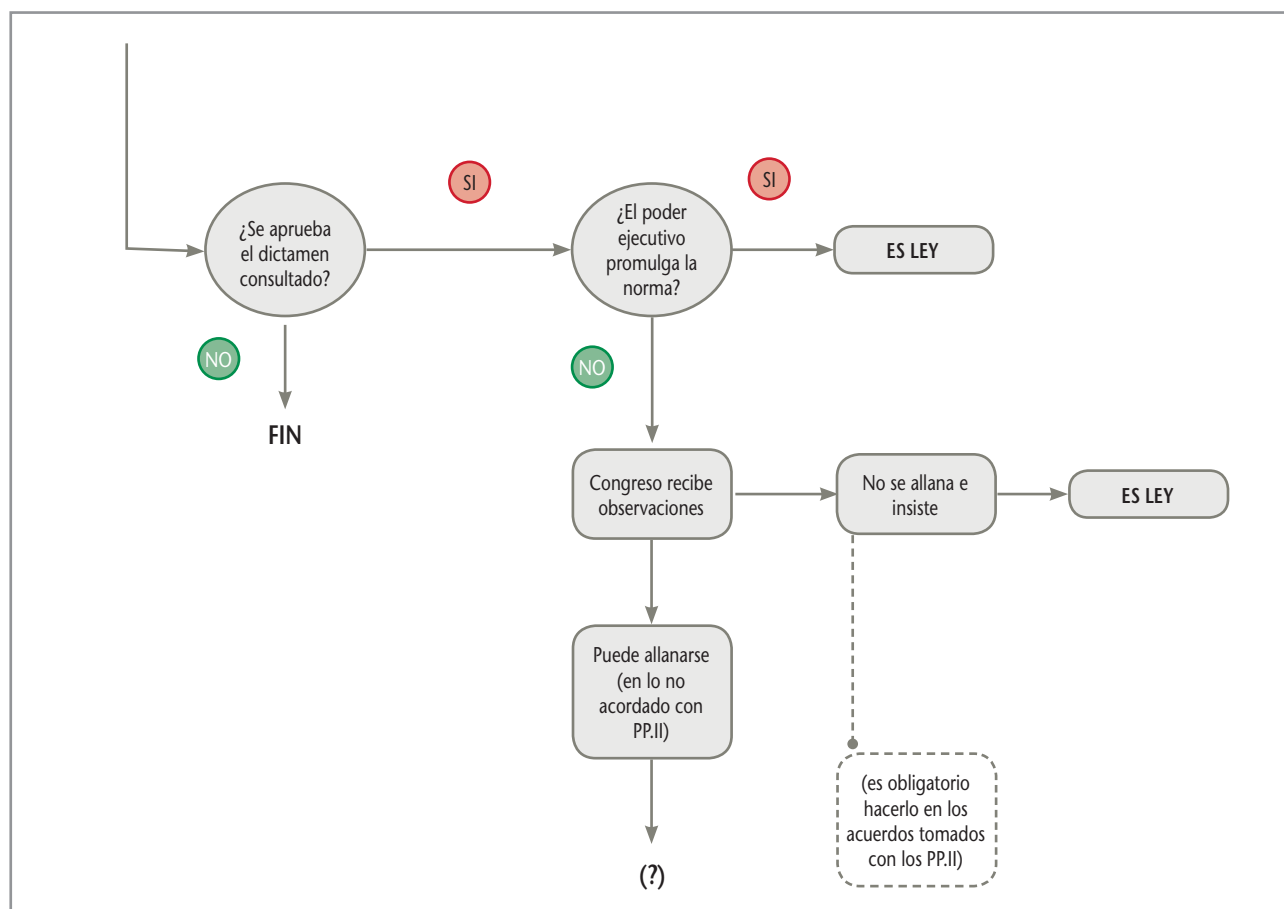 SI
SI
¿Se aprueba
el dictamen
consultado?
¿El poder
ejecutivo
promulga la
norma?
ES LEY
NO
NO
FIN
Congreso recibe
observaciones
No se allana e
insiste
ES LEY
Puede allanarse
(en lo no
acordado con
PP.II)
(es obligatorio
hacerlo en los
acuerdos tomados
con los PP.II)
(?)